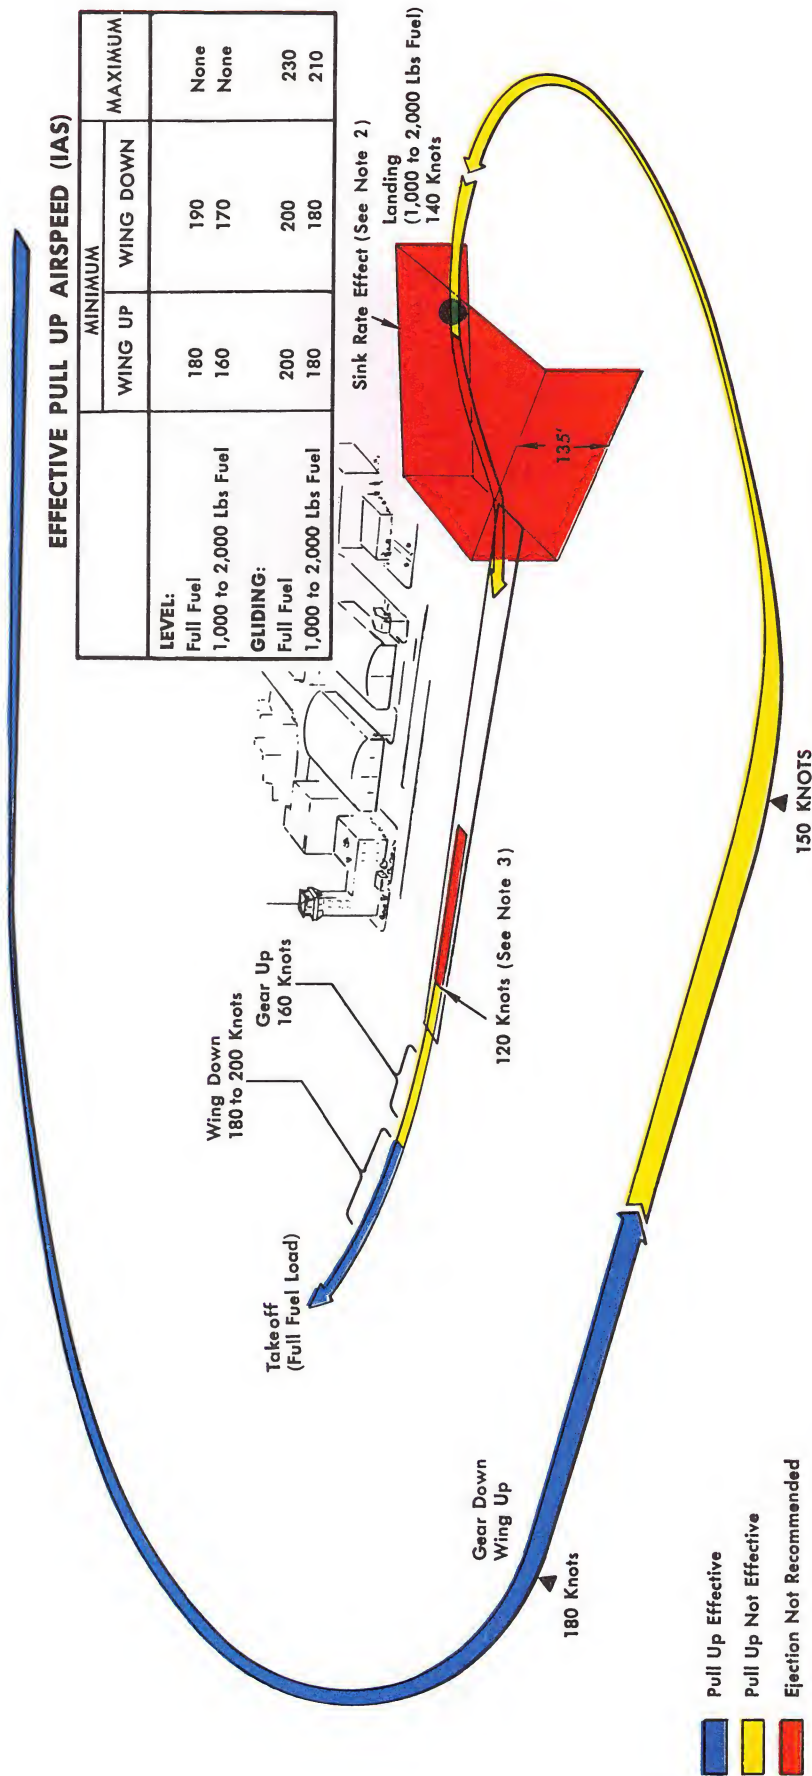 EFFECTIVE PULL UP AIRSPEED (IAS)
MINIMUM
MAXIMUM
WING UP
WING DOWN
LEVEL:
Full Fuel 180 190 None
1,000 to 2,000 Lbs Fuel 160 170 None
GLIDING:
Full Fuel 200 200 230
1,000 to 2,000 Lbs Fuel 180 180 210
Sink Rate Effect (See Note 2)
Landing
(1,000 to 2,000 Lbs Fuel)
140 Knots
135'
Wing Down
180 to 200 Knots
Gear Up
160 Knots
Takeoff
(Full Fuel Load)
120 Knots (See Note 3)
Gear Down
Wing Up
180 Knots
150 KNOTS
Pull Up Effective
Pull Up Not Effective
Ejection Not Recommended